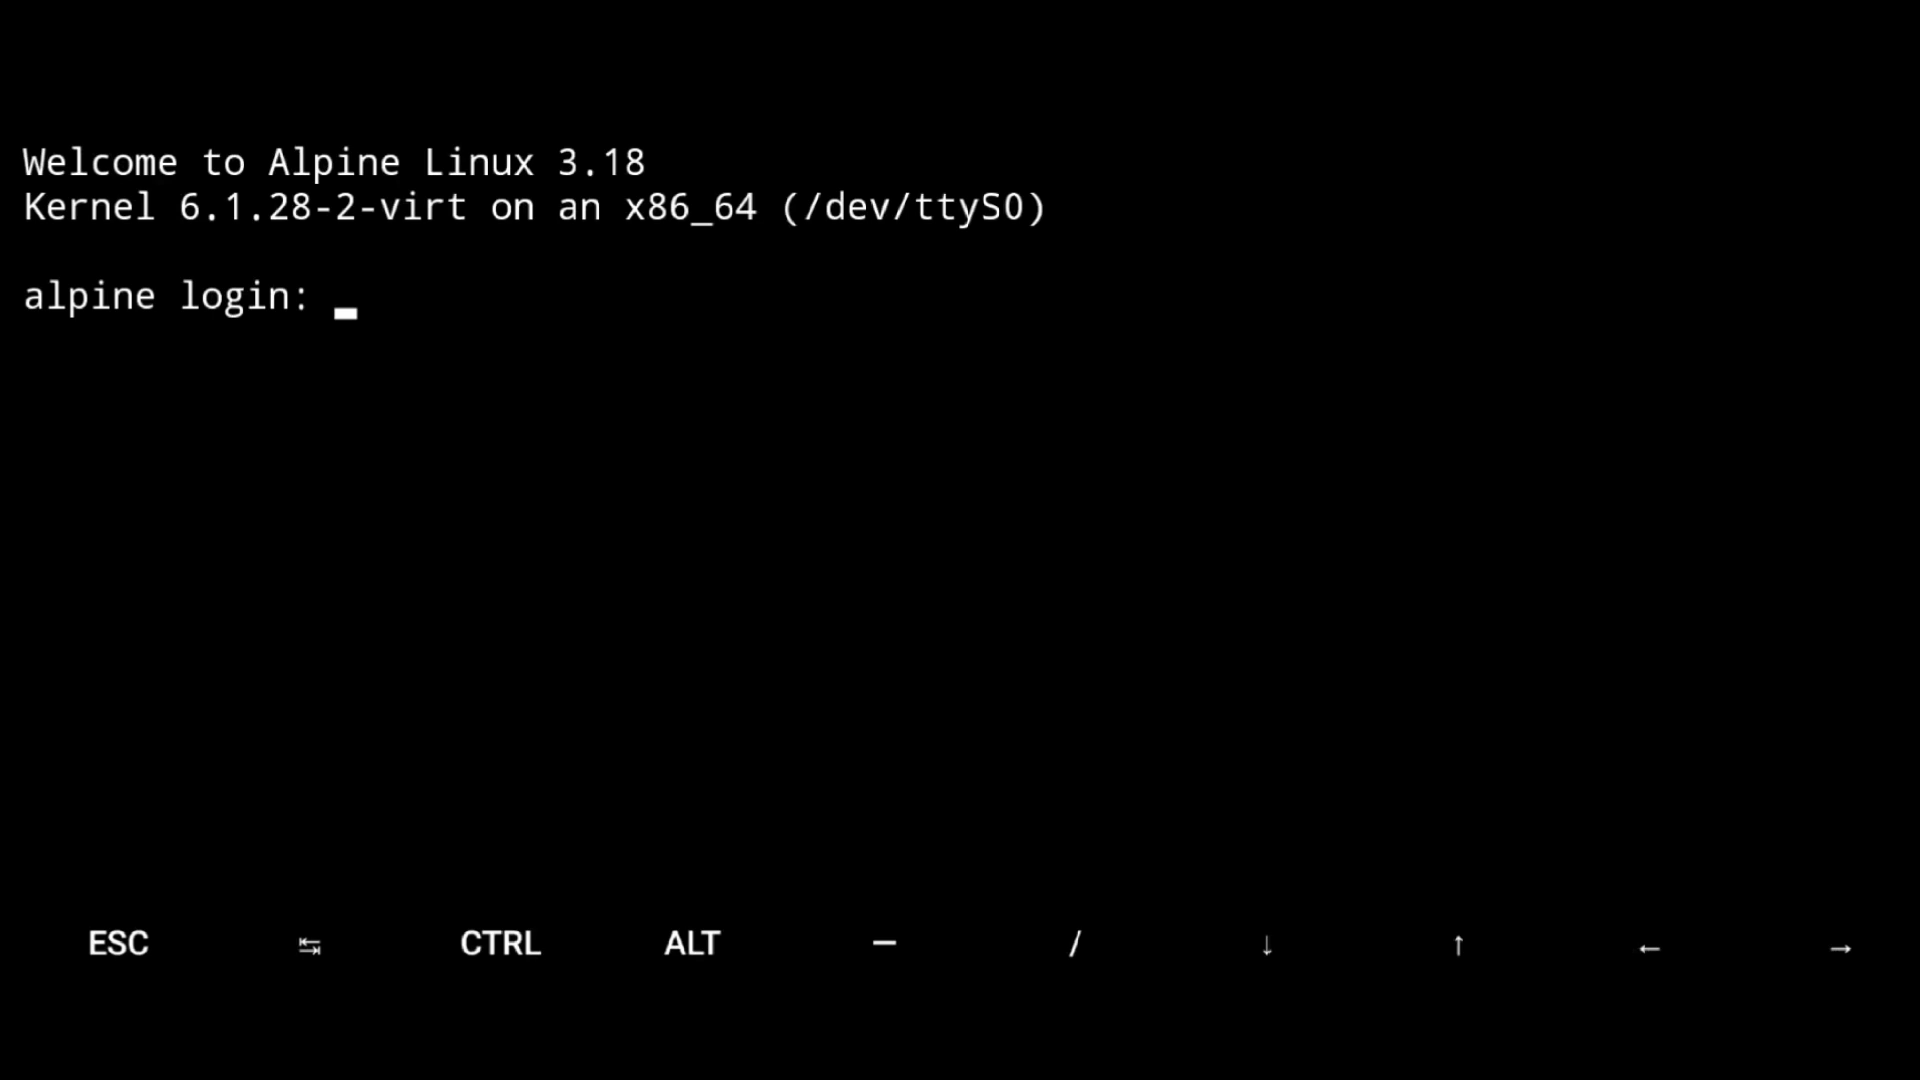 Welcome to Alpine Linux 3.18
Kernel 6.1.28-2-virt on an x86_64 (/dev/ttyS0)
alpine login:
ESC ↹ CTRL ALT — / ↓ ↑ ← →